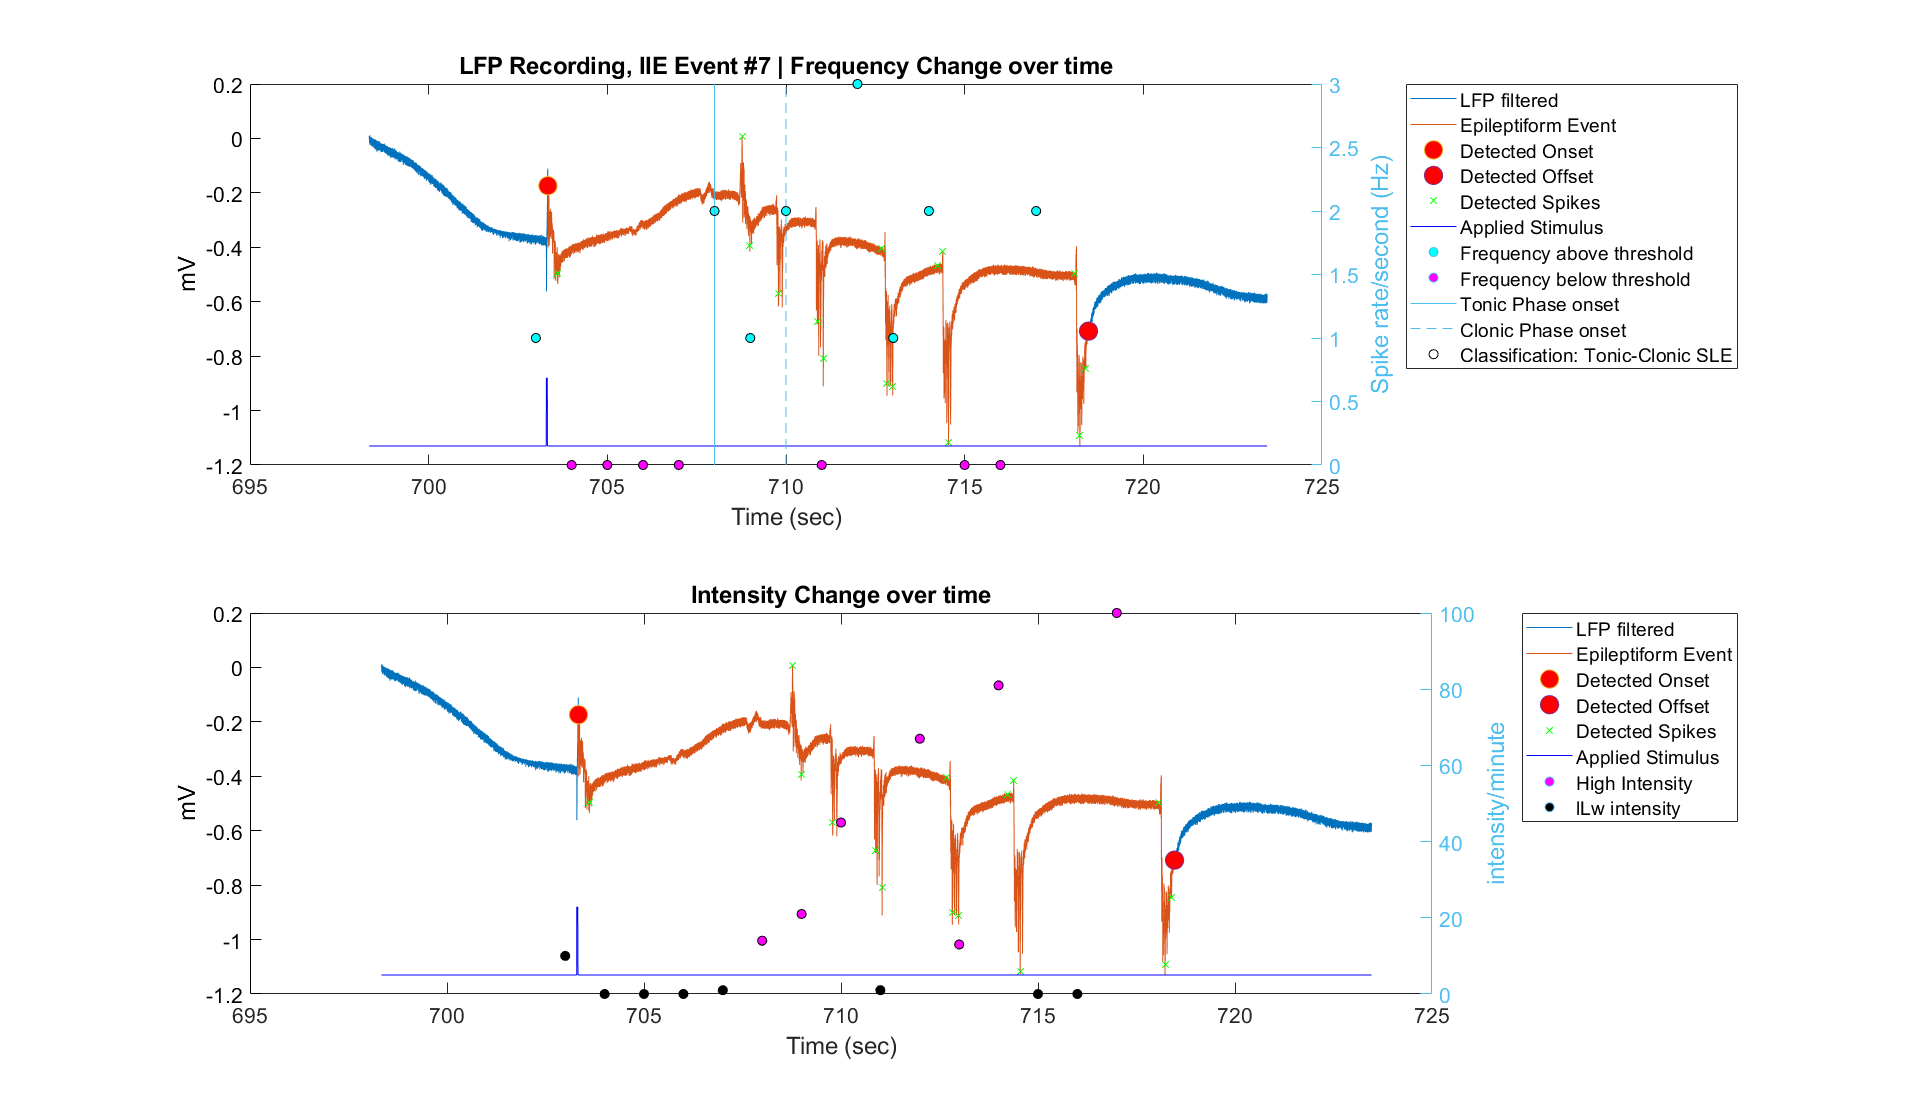 LFP Recording, IIE Event #7 | Frequency Change over time
0.2
0
-0.2
-0.4
-0.6
-0.8
-1
-1.2
mV
695
700
705
710
715
720
725
Time (sec)
3
2.5
2
1.5
1
0.5
0
Spike rate/second (Hz)
LFP filtered
Epileptiform Event
Detected Onset
Detected Offset
Detected Spikes
Applied Stimulus
Frequency above threshold
Frequency below threshold
Tonic Phase onset
Clonic Phase onset
Classification: Tonic-Clonic SLE
Intensity Change over time
0.2
0
-0.2
-0.4
-0.6
-0.8
-1
-1.2
mV
695
700
705
710
715
720
725
Time (sec)
100
80
60
40
20
0
intensity/minute
LFP filtered
Epileptiform Event
Detected Onset
Detected Offset
Detected Spikes
Applied Stimulus
High Intensity
lLw intensity